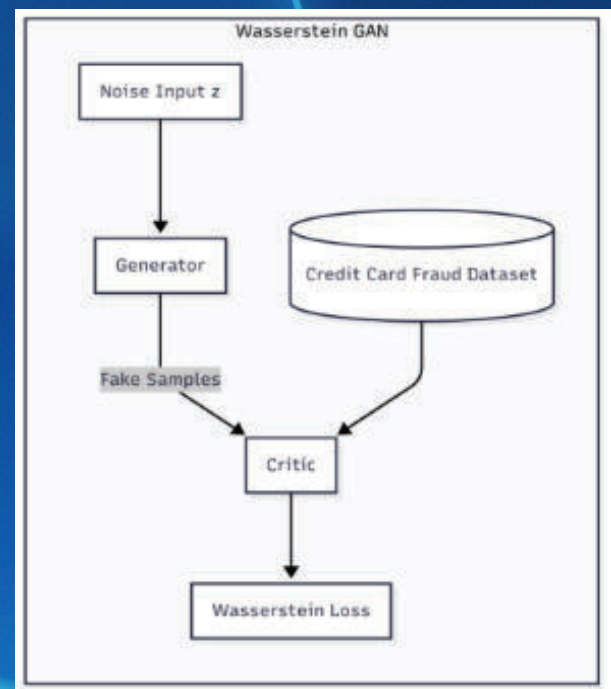 Wasserstein GAN
Noise Input z
Generator
Credit Card Fraud Dataset
Fake Samples
Critic
Wasserstein Loss